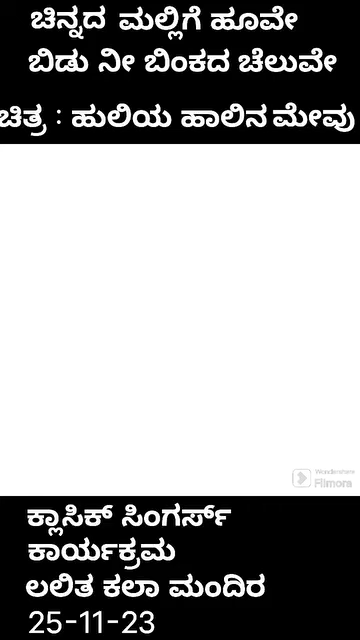 ಚಿನ್ನದ ಮಲ್ಲಿಗೆ ಹೂವೇ
ಬಿಡು ನೀ ಬಿಂಕದ ಚೆಲುವೇ
ಚಿತ್ರ : ಹುಲಿಯ ಹಾಲಿನ ಮೇವು
Wondershare
Filmora
ಕ್ಲಾಸಿಕ್ ಸಿಂಗರ್ಸ್
ಕಾರ್ಯಕ್ರಮ
ಲಲಿತ ಕಲಾ ಮಂದಿರ
25-11-23